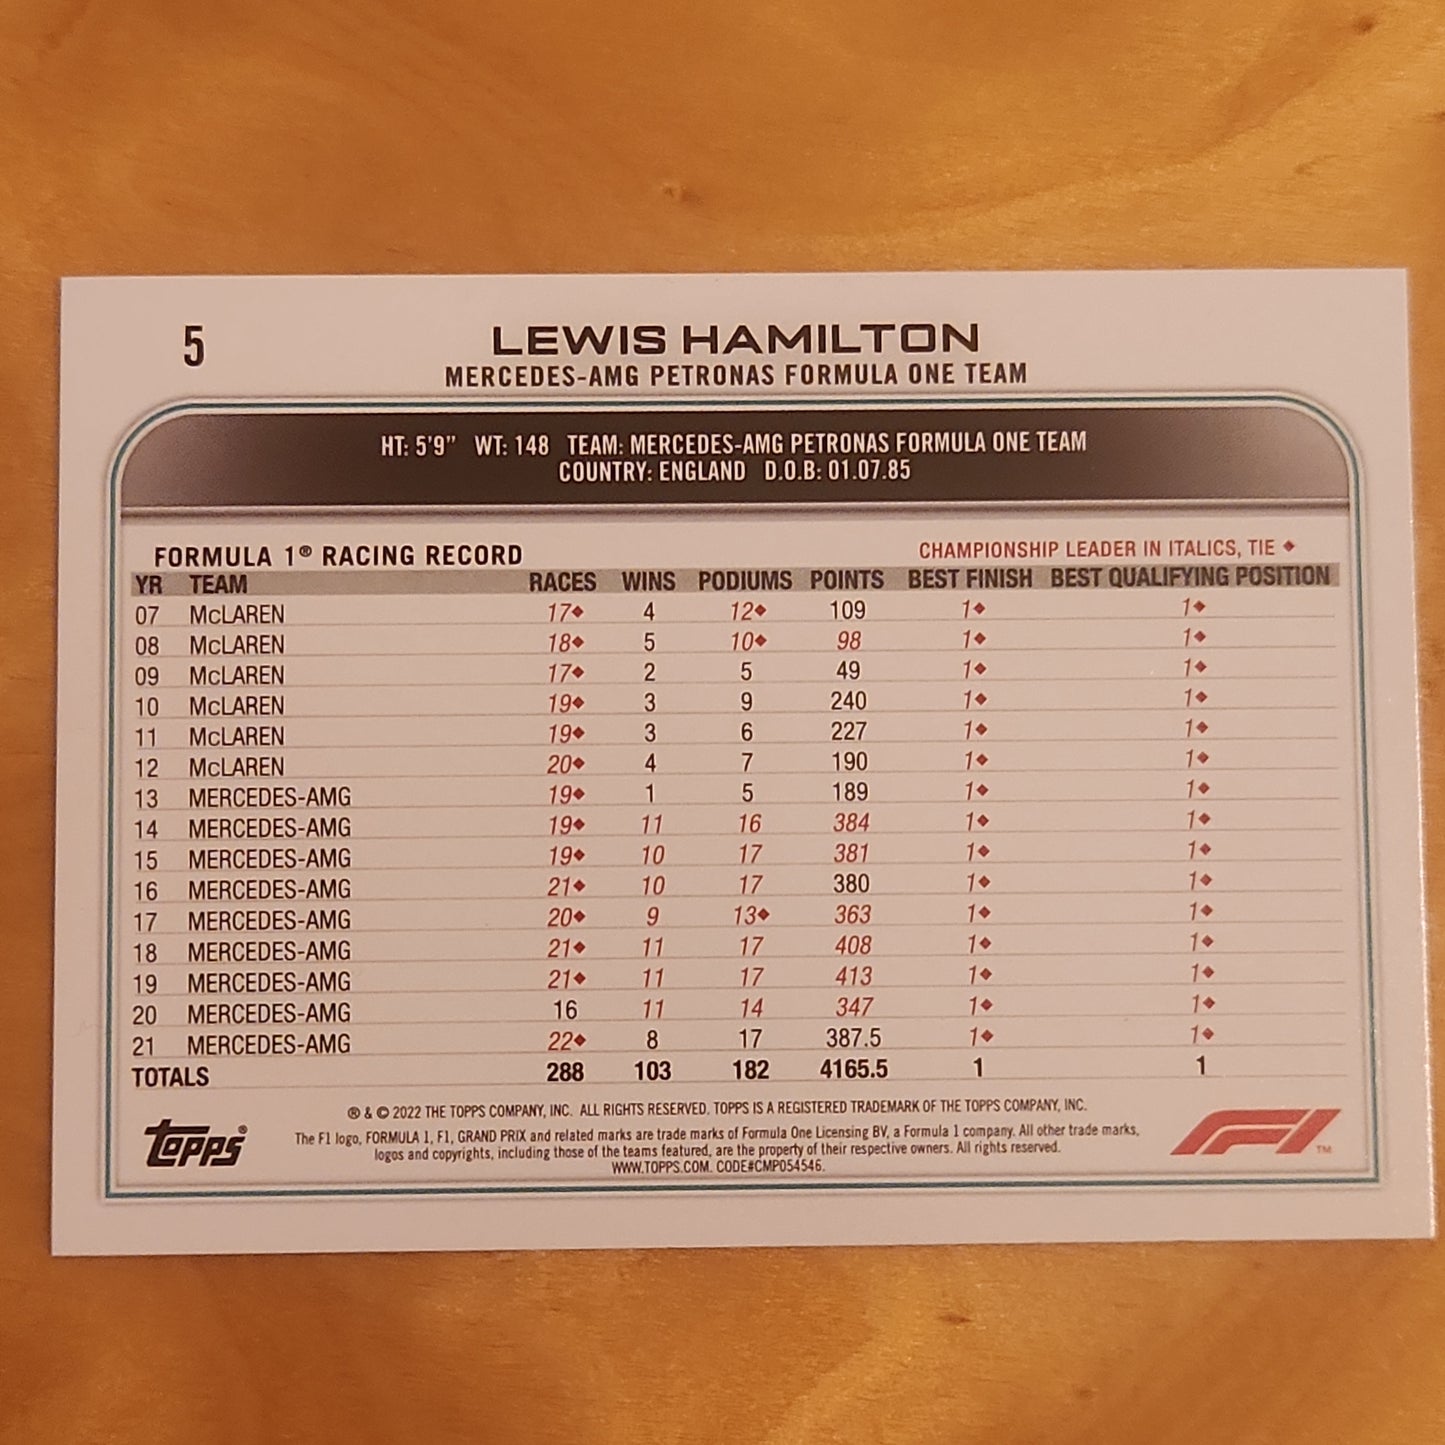 5
LEWIS HAMILTON
MERCEDES-AMG PETRONAS FORMULA ONE TEAM
HT: 5'9" WT: 148 TEAM: MERCEDES-AMG PETRONAS FORMULA ONE TEAM
COUNTRY: ENGLAND D.O.B: 01.07.85
FORMULA 1® RACING RECORD CHAMPIONSHIP LEADER IN ITALICS, TIE ◆
YR TEAM RACES WINS PODIUMS POINTS BEST FINISH BEST QUALIFYING POSITION
07 McLAREN 17◆ 4 12◆ 109 1◆ 1◆
08 McLAREN 18◆ 5 10◆ 98 1◆ 1◆
09 McLAREN 17◆ 2 5 49 1◆ 1◆
10 McLAREN 19◆ 3 9 240 1◆ 1◆
11 McLAREN 19◆ 3 6 227 1◆ 1◆
12 McLAREN 20◆ 4 7 190 1◆ 1◆
13 MERCEDES-AMG 19◆ 1 5 189 1◆ 1◆
14 MERCEDES-AMG 19◆ 11 16 384 1◆ 1◆
15 MERCEDES-AMG 19◆ 10 17 381 1◆ 1◆
16 MERCEDES-AMG 21◆ 10 17 380 1◆ 1◆
17 MERCEDES-AMG 20◆ 9 13◆ 363 1◆ 1◆
18 MERCEDES-AMG 21◆ 11 17 408 1◆ 1◆
19 MERCEDES-AMG 21◆ 11 17 413 1◆ 1◆
20 MERCEDES-AMG 16 11 14 347 1◆ 1◆
21 MERCEDES-AMG 22◆ 8 17 387.5 1◆ 1◆
TOTALS 288 103 182 4165.5 1 1
® & © 2022 THE TOPPS COMPANY, INC. ALL RIGHTS RESERVED. TOPPS IS A REGISTERED TRADEMARK OF THE TOPPS COMPANY, INC.
The F1 logo, FORMULA 1, F1, GRAND PRIX and related marks are trade marks of Formula One Licensing BV, a Formula 1 company. All other trade marks,
logos and copyrights, including those of the teams featured, are the property of their respective owners. All rights reserved.
WWW.TOPPS.COM. CODE#CMP054546.
topps®
F1™